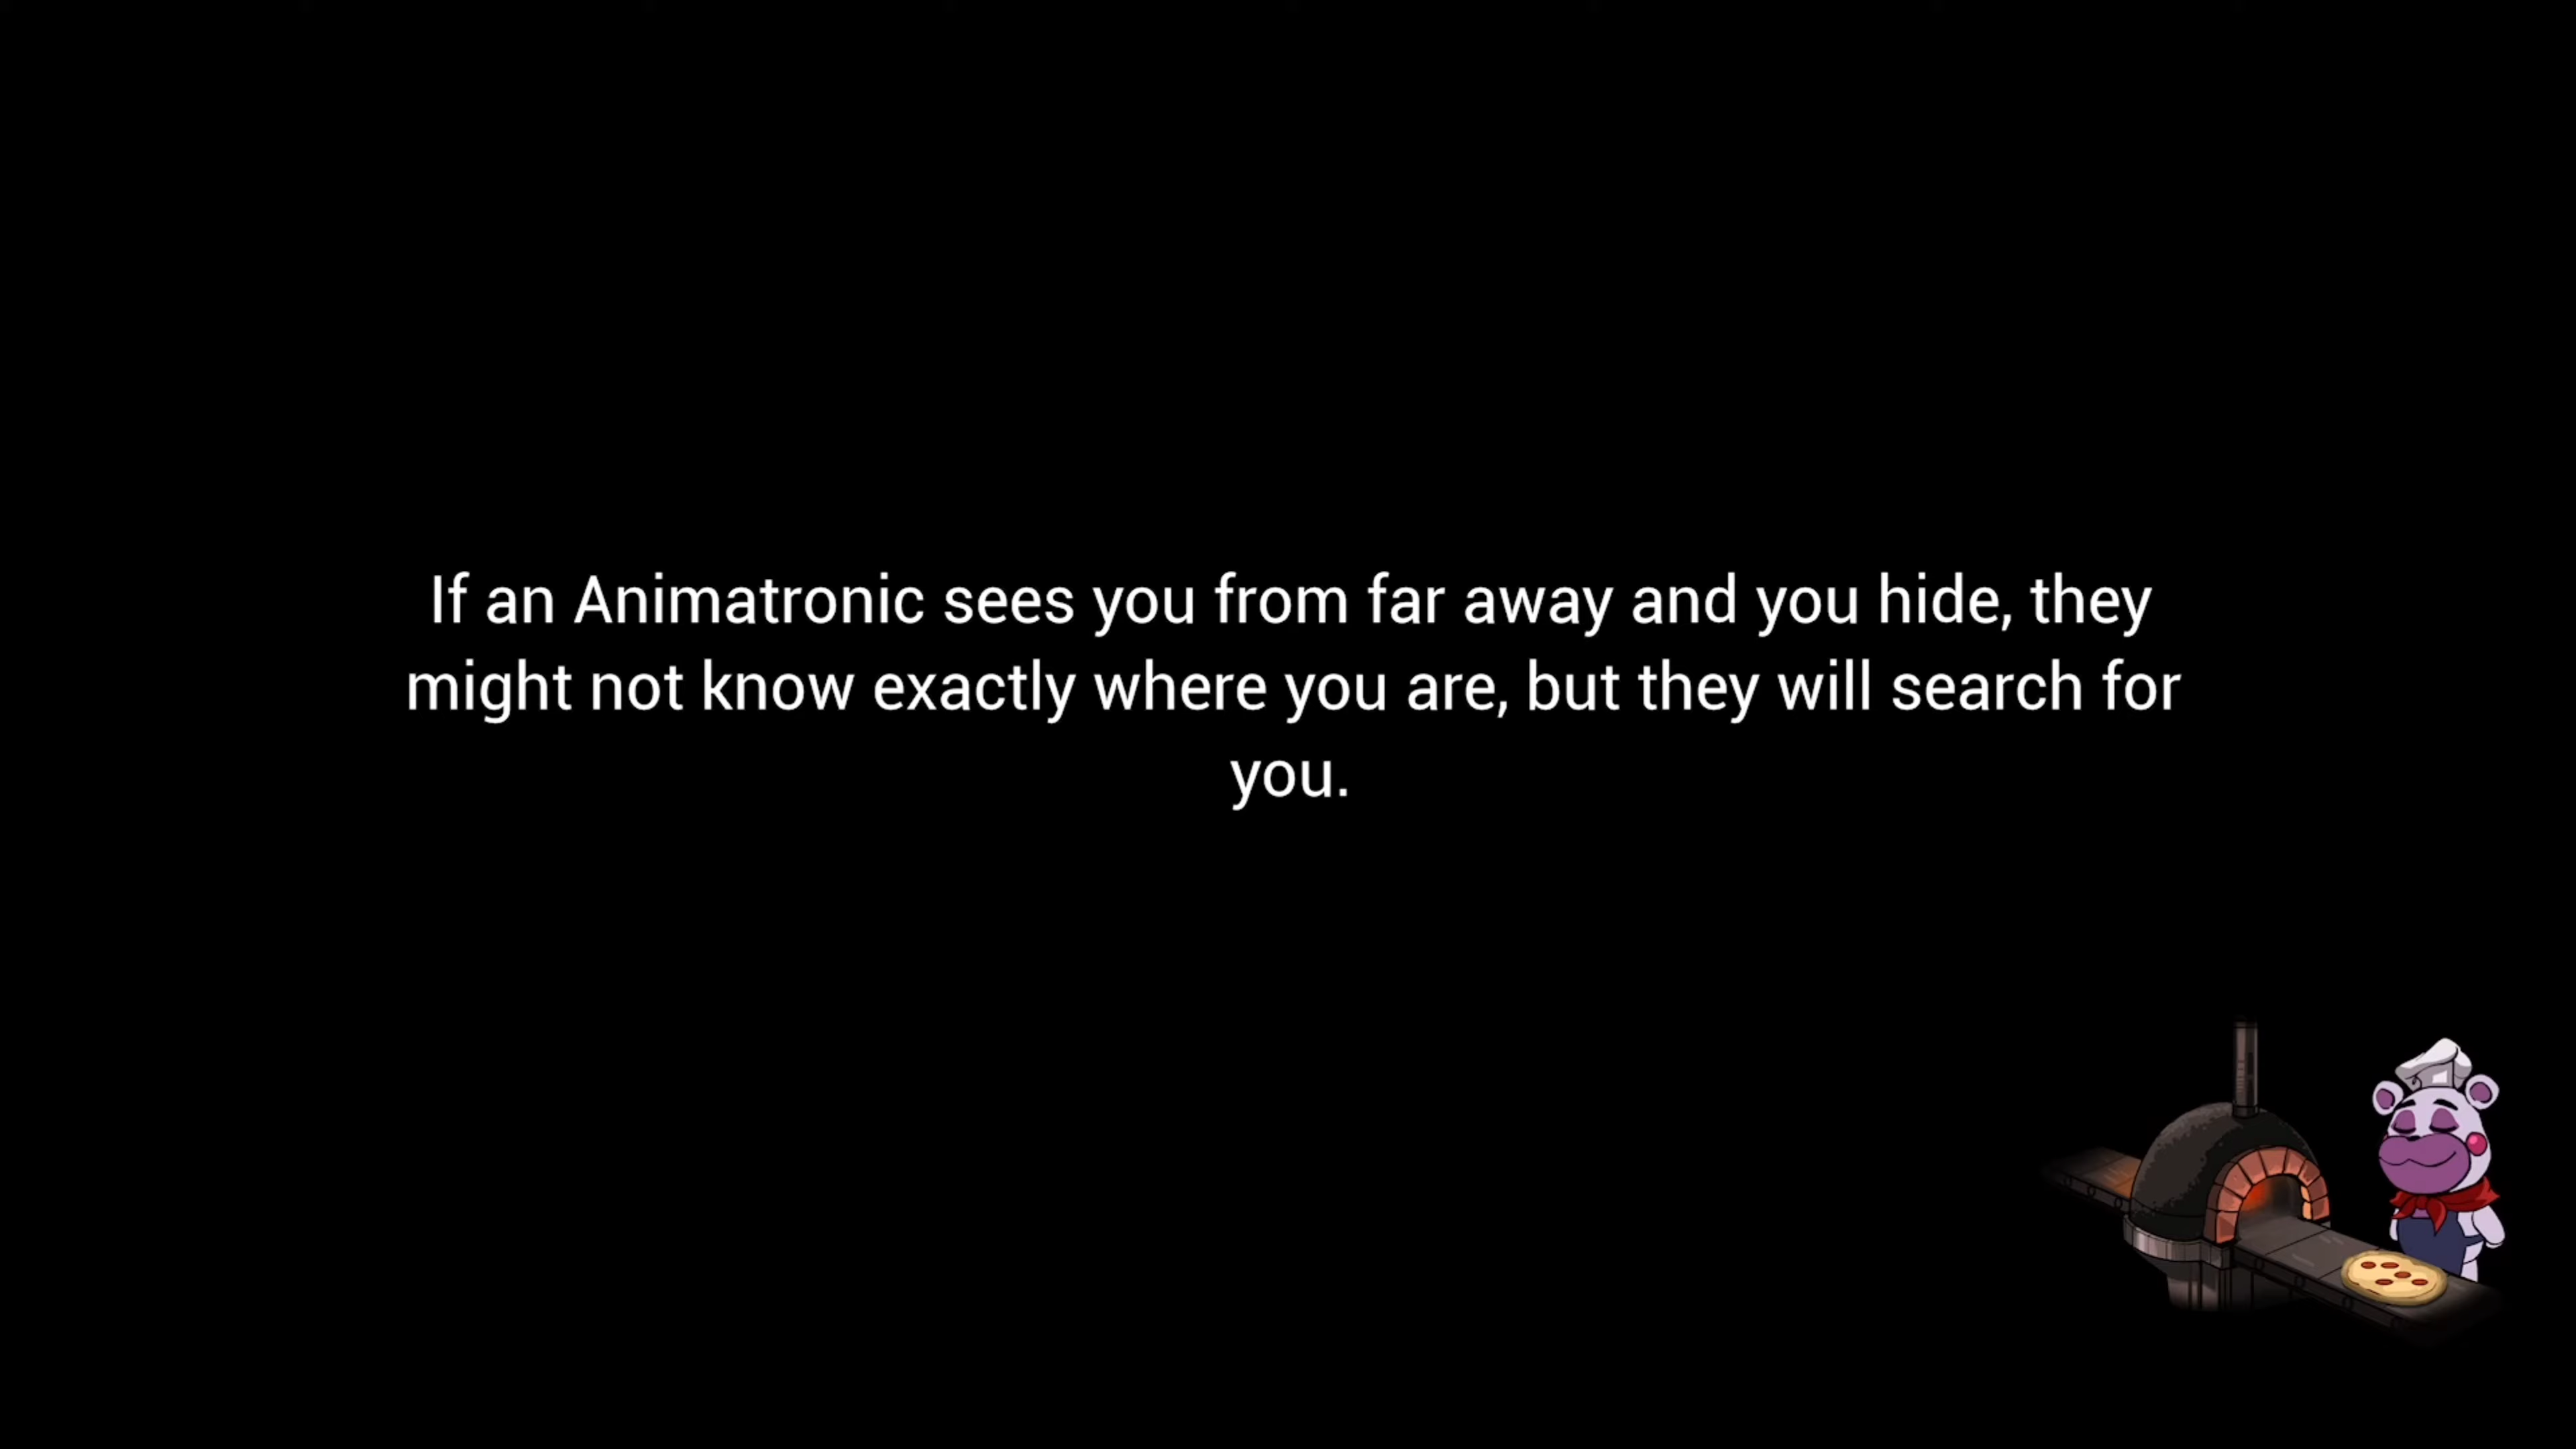 If an Animatronic sees you from far away and you hide, they
might not know exactly where you are, but they will search for
you.